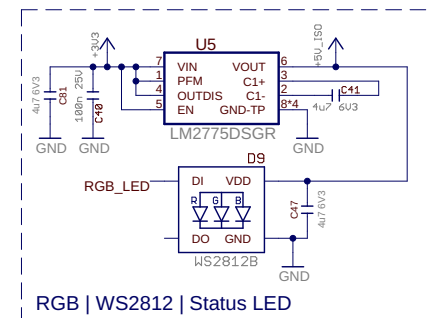 +3V3
U5
+5V_ISO
4u7 6V3
C81
100n 25V
C40
7 VIN VOUT 6
1 PFM C1+ 3
4 OUTDIS C1- 2
5 EN GND-TP 8*4
C41
4u7 6V3
LM2775DSGR
GND GND GND
D9
RGB_LED DI VDD
R G B
C47
4u7 6V3
DO GND
WS2812B
GND
RGB | WS2812 | Status LED